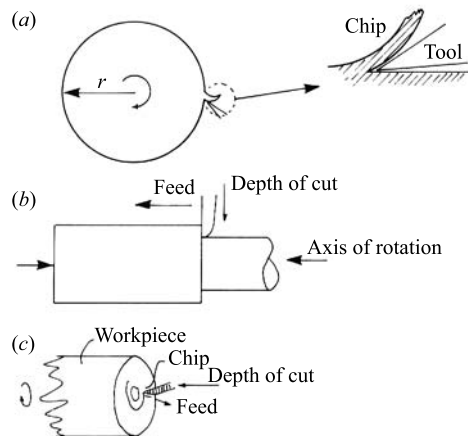 (a)
Chip
Tool
r
Feed
Depth of cut
(b)
Axis of rotation
Workpiece
(c)
Chip
Depth of cut
Feed